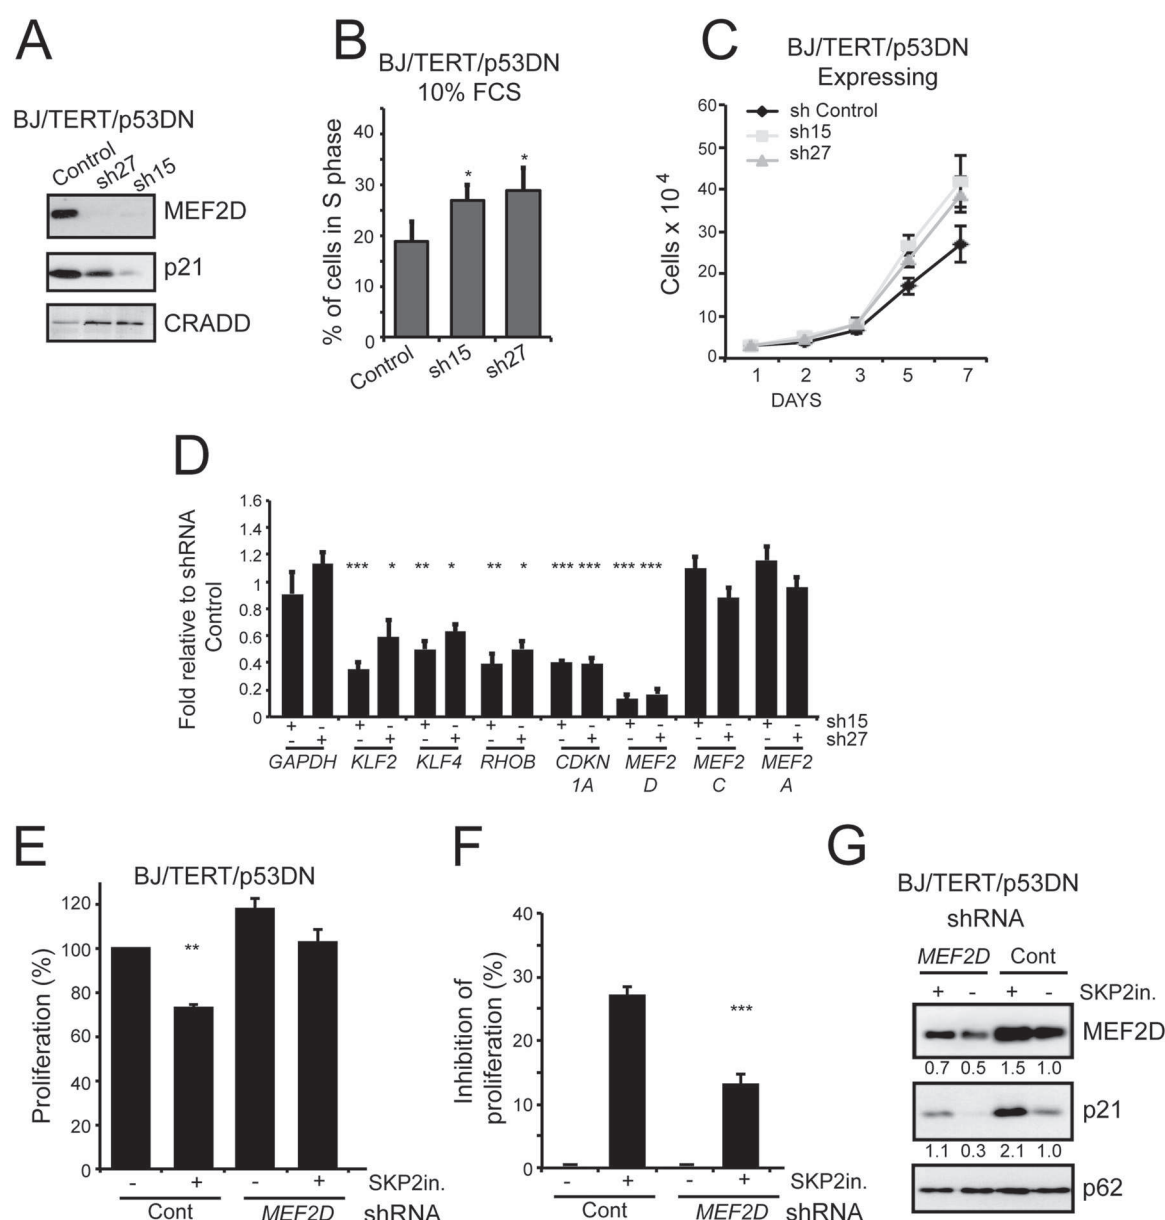 A
BJ/TERT/p53DN
Control
sh27
sh15
MEF2D
p21
CRADD
B
BJ/TERT/p53DN
10% FCS
% of cells in S phase
40
30
20
10
0
Control
sh15
sh27
*
*
C
BJ/TERT/p53DN
Expressing
sh Control
sh15
sh27
Cells x 10 4
60
50
40
30
20
10
0
1 2 3 5 7
DAYS
D
Fold relative to shRNA
Control
1.6
1.4
1.2
1
0.8
0.6
0.4
0.2
0
*** * ** * ** * *** *** *** ***
+ - + - + - + - + - + - + - + - sh15
- + - + - + - + - + - + - + - + sh27
GAPDH KLF2 KLF4 RHOB CDKN MEF2 MEF2 MEF2
1A D C A
E
BJ/TERT/p53DN
Proliferation (%)
120
100
80
60
40
20
0
**
- + - + SKP2in.
Cont MEF2D shRNA
F
Inhibition of
proliferation (%)
40
30
20
10
0
***
- + - + SKP2in.
Cont MEF2D shRNA
G
BJ/TERT/p53DN
shRNA
MEF2D Cont
+ - + - SKP2in.
MEF2D
0.7 0.5 1.5 1.0
p21
1.1 0.3 2.1 1.0
p62